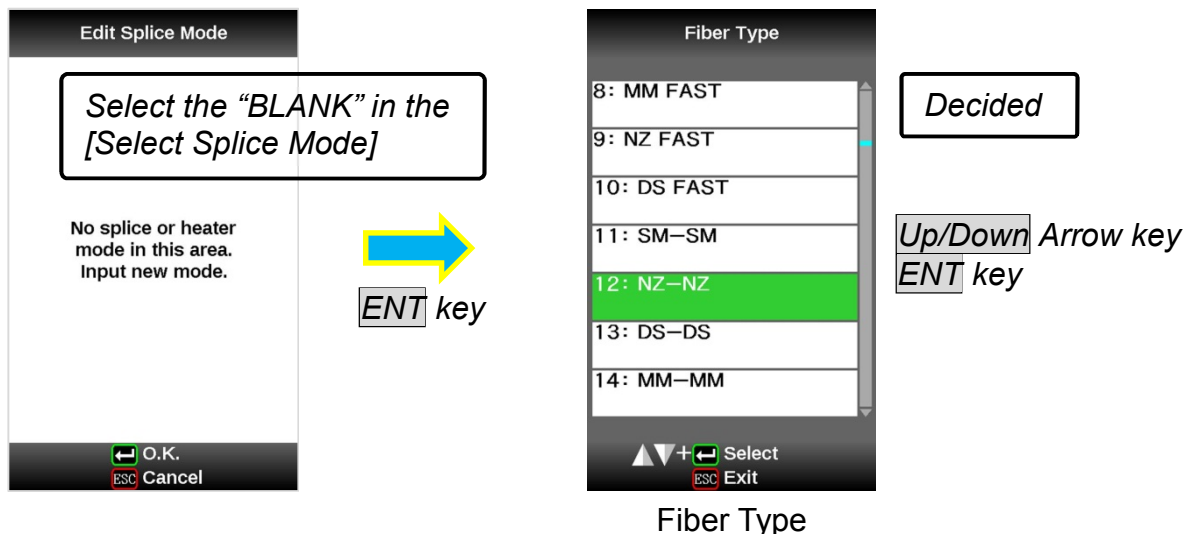 Edit Splice Mode
Select the “BLANK” in the
[Select Splice Mode]
No splice or heater
mode in this area.
Input new mode.
O.K.
ESC Cancel
ENT key
Fiber Type
8: MM FAST
9: NZ FAST
10: DS FAST
11: SM-SM
12: NZ-NZ
13: DS-DS
14: MM-MM
+ Select
ESC Exit
Fiber Type
Decided
Up/Down Arrow key
ENT key